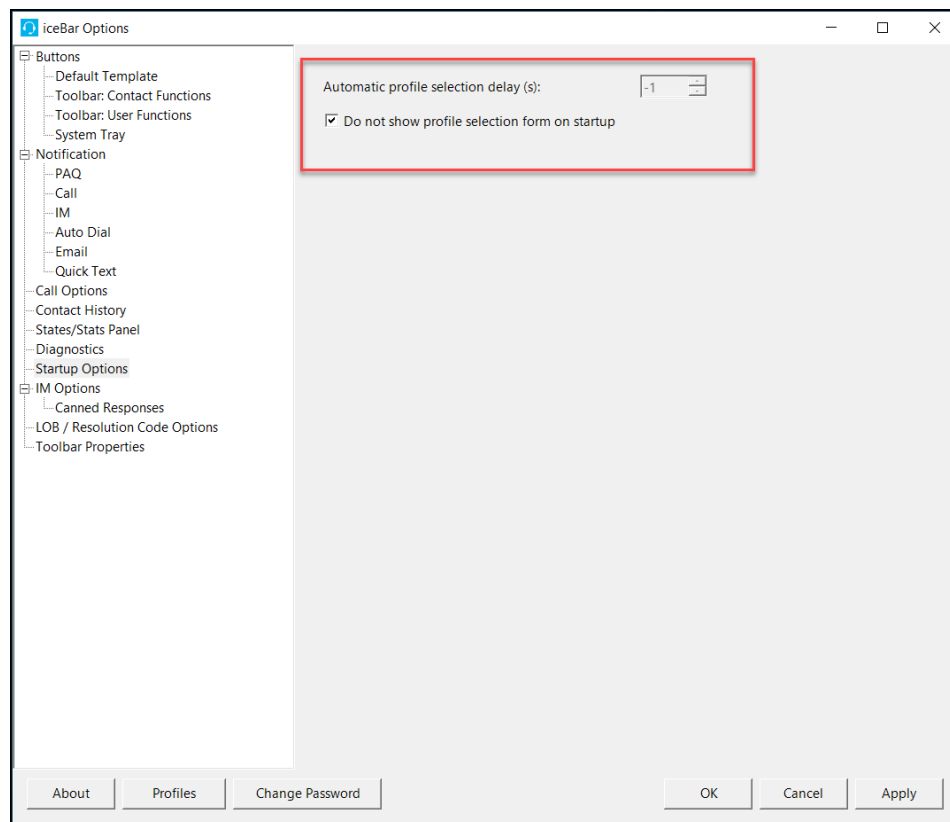 iceBar Options
Buttons
Default Template
Toolbar: Contact Functions
Toolbar: User Functions
System Tray
Notification
PAQ
Call
IM
Auto Dial
Email
Quick Text
Call Options
Contact History
States/Stats Panel
Diagnostics
Startup Options
IM Options
Canned Responses
LOB / Resolution Code Options
Toolbar Properties
Automatic profile selection delay (s): -1
Do not show profile selection form on startup
About Profiles Change Password OK Cancel Apply